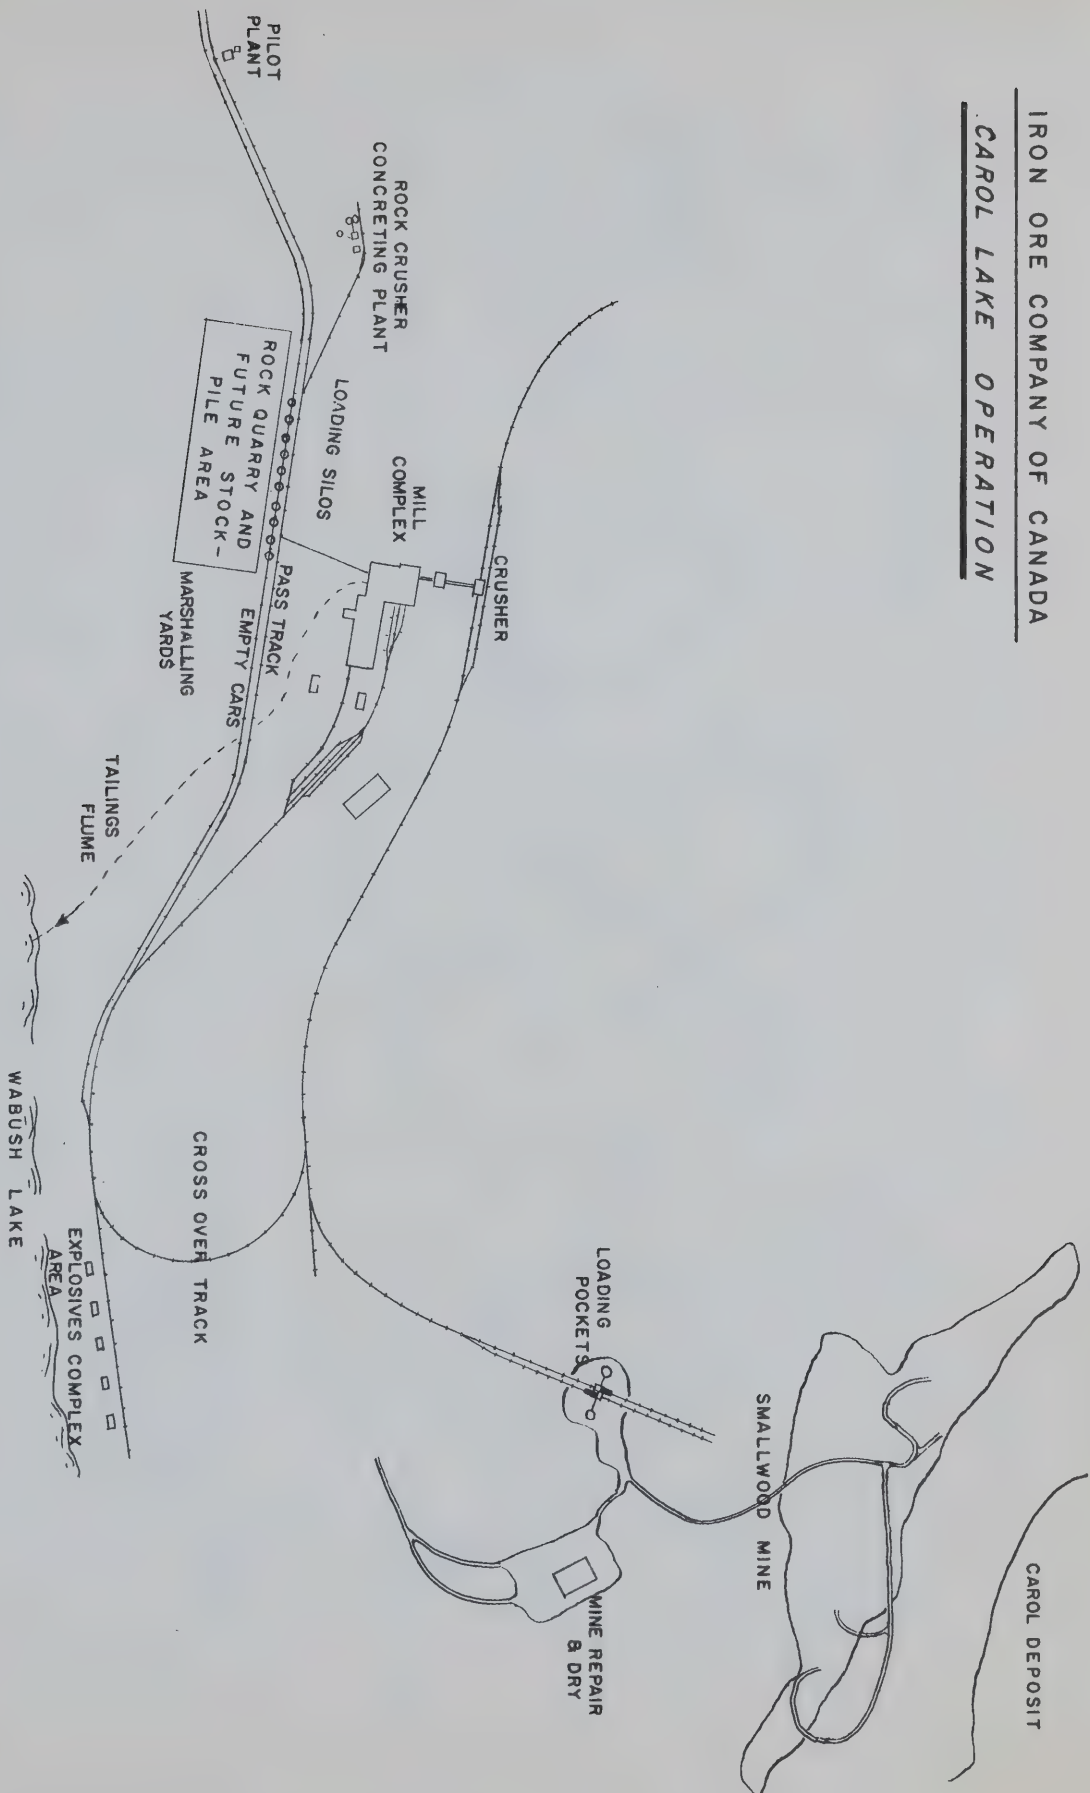 IRON ORE COMPANY OF CANADA
CAROL LAKE OPERATION
PILOT
PLANT
ROCK CRUSHER
CONCRETING PLANT
LOADING SILOS
MILL
COMPLEX
CRUSHER
ROCK QUARRY AND
FUTURE STOCK-
PILE AREA
PASS TRACK
EMPTY CARS
MARSHALLING
YARDS
TAILINGS
FLUME
WABUSH LAKE
CROSS OVER TRACK
EXPLOSIVES COMPLEX
AREA
LOADING
POCKETS
SMALLWOOD MINE
MINE REPAIR
& DRY
CAROL DEPOSIT